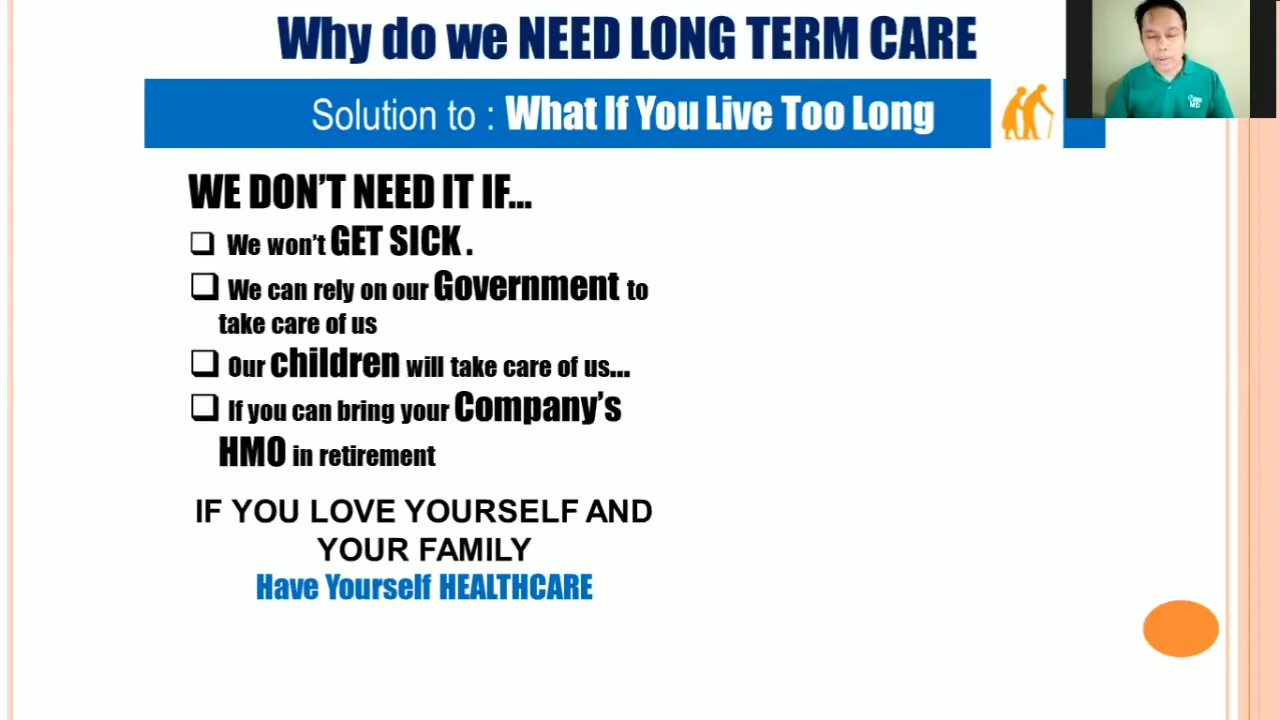 Why do we NEED LONG TERM CARE
Solution to : What If You Live Too Long
WE DON'T NEED IT IF...
❑ We won't GET SICK .
❑ We can rely on our Government to
take care of us
❑ Our children will take care of us...
❑ If you can bring your Company's
HMO in retirement
IF YOU LOVE YOURSELF AND
YOUR FAMILY
Have Yourself HEALTHCARE
MD